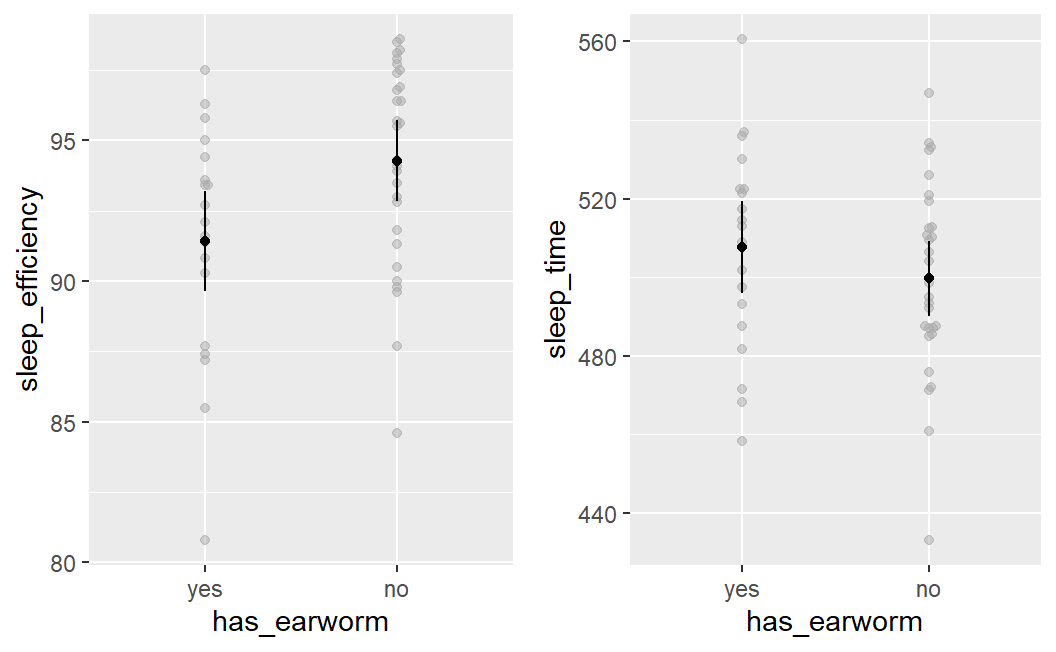 sleep_efficiency
95
90
85
80
yes no
has_earworm
sleep_time
560
520
480
440
yes no
has_earworm